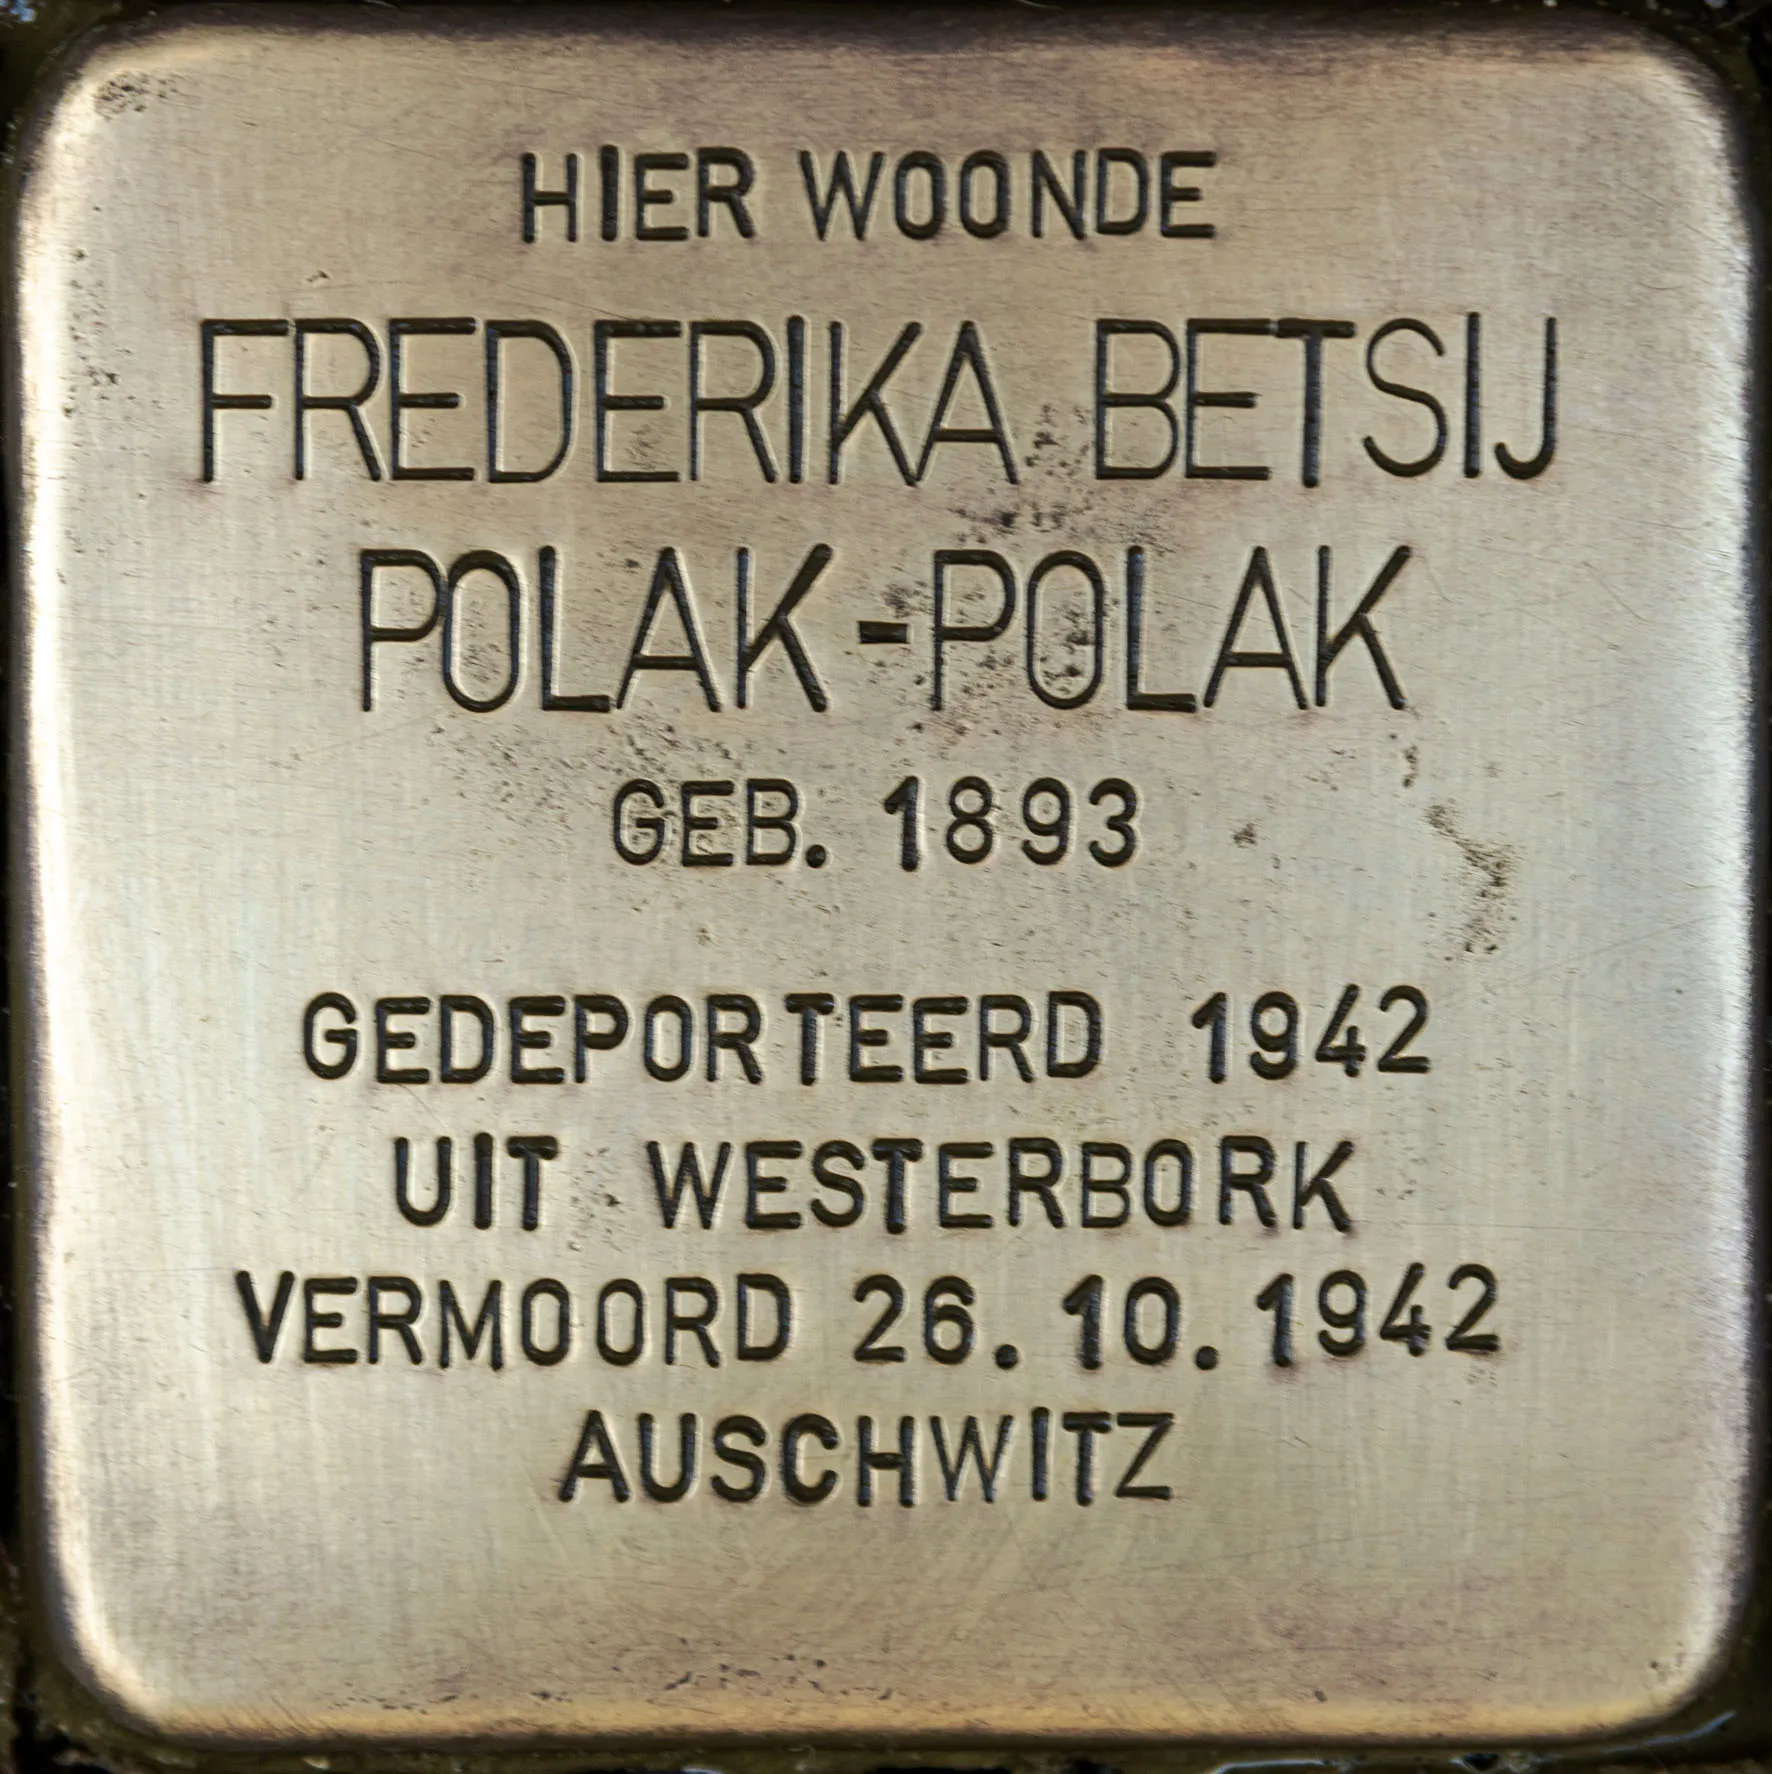 HIER WOONDE
FREDERIKA BETSIJ
POLAK-POLAK
GEB. 1893
GEDEPORTEERD 1942
UIT WESTERBORK
VERMOORD 26.10.1942
AUSCHWITZ